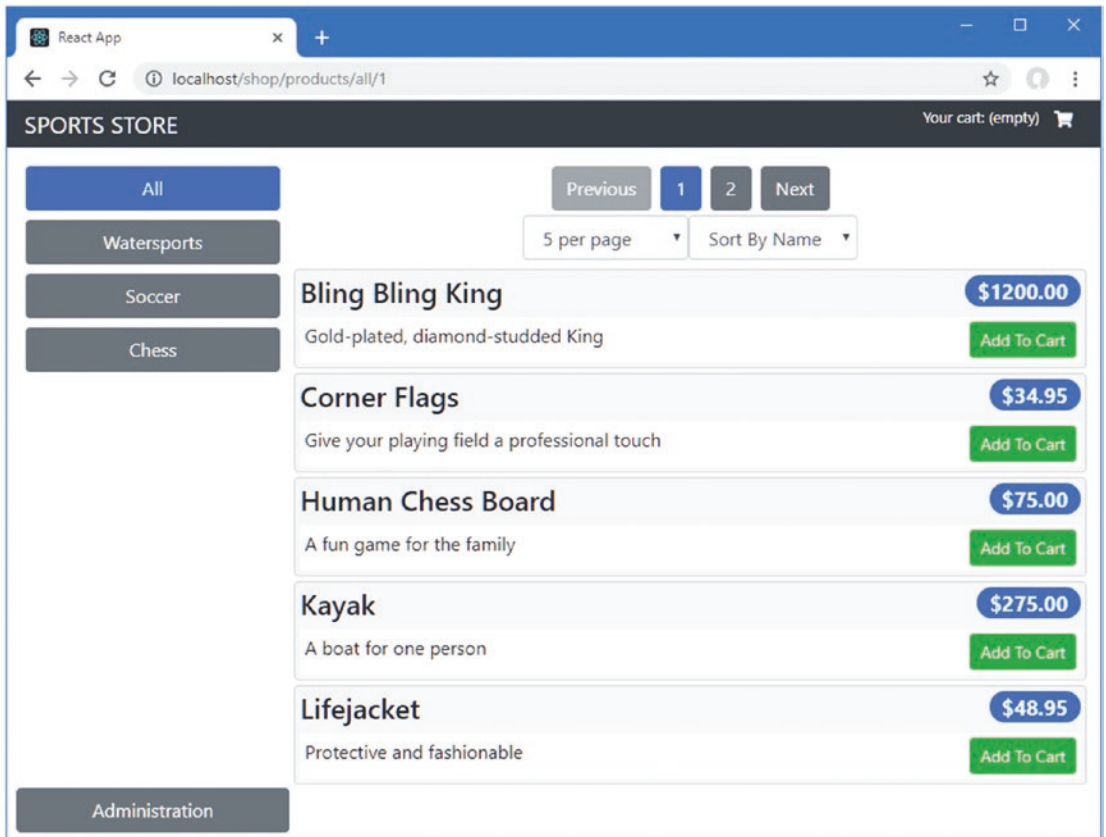 React App
localhost/shop/products/all/1
SPORTS STORE
Your cart: (empty)
All
Watersports
Soccer
Chess
Previous 1 2 Next
5 per page Sort By Name
Bling Bling King $1200.00
Gold-plated, diamond-studded King Add To Cart
Corner Flags $34.95
Give your playing field a professional touch Add To Cart
Human Chess Board $75.00
A fun game for the family Add To Cart
Kayak $275.00
A boat for one person Add To Cart
Lifejacket $48.95
Protective and fashionable Add To Cart
Administration